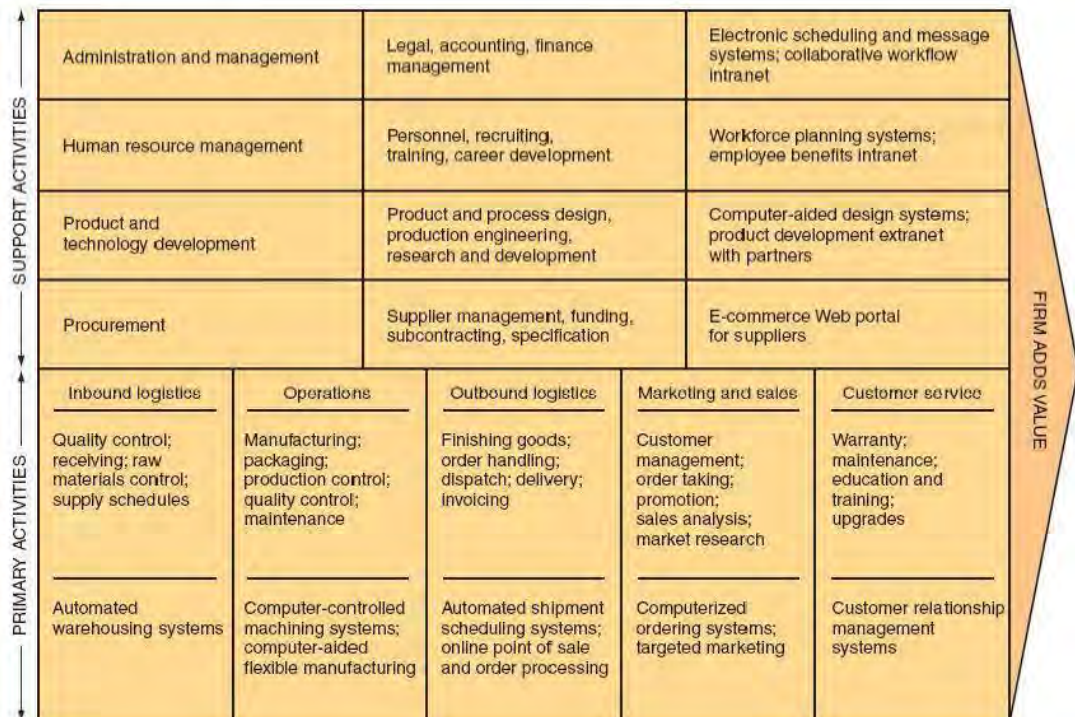 SUPPORT ACTIVITIES
Administration and management
Legal, accounting, finance
management
Electronic scheduling and message
systems; collaborative workflow
intranet
Human resource management
Personnel, recruiting,
training, career development
Workforce planning systems;
employee benefits intranet
Product and
technology development
Product and process design,
production engineering,
research and development
Computer-aided design systems;
product development extranet
with partners
Procurement
Supplier management, funding,
subcontracting, specification
E-commerce Web portal
for suppliers
PRIMARY ACTIVITIES
Inbound logistics
Quality control;
receiving; raw
materials control;
supply schedules
Automated
warehousing systems
Operations
Manufacturing;
packaging;
production control;
quality control;
maintenance
Computer-controlled
machining systems;
computer-aided
flexible manufacturing
Outbound logistics
Finishing goods;
order handling;
dispatch; delivery;
invoicing
Automated shipment
scheduling systems;
online point of sale
and order processing
Marketing and sales
Customer
management;
order taking;
promotion;
sales analysis;
market research
Computerized
ordering systems;
targeted marketing
Customer service
Warranty;
maintenance;
education and
training;
upgrades
Customer relationship
management
systems
FIRM ADDS VALUE